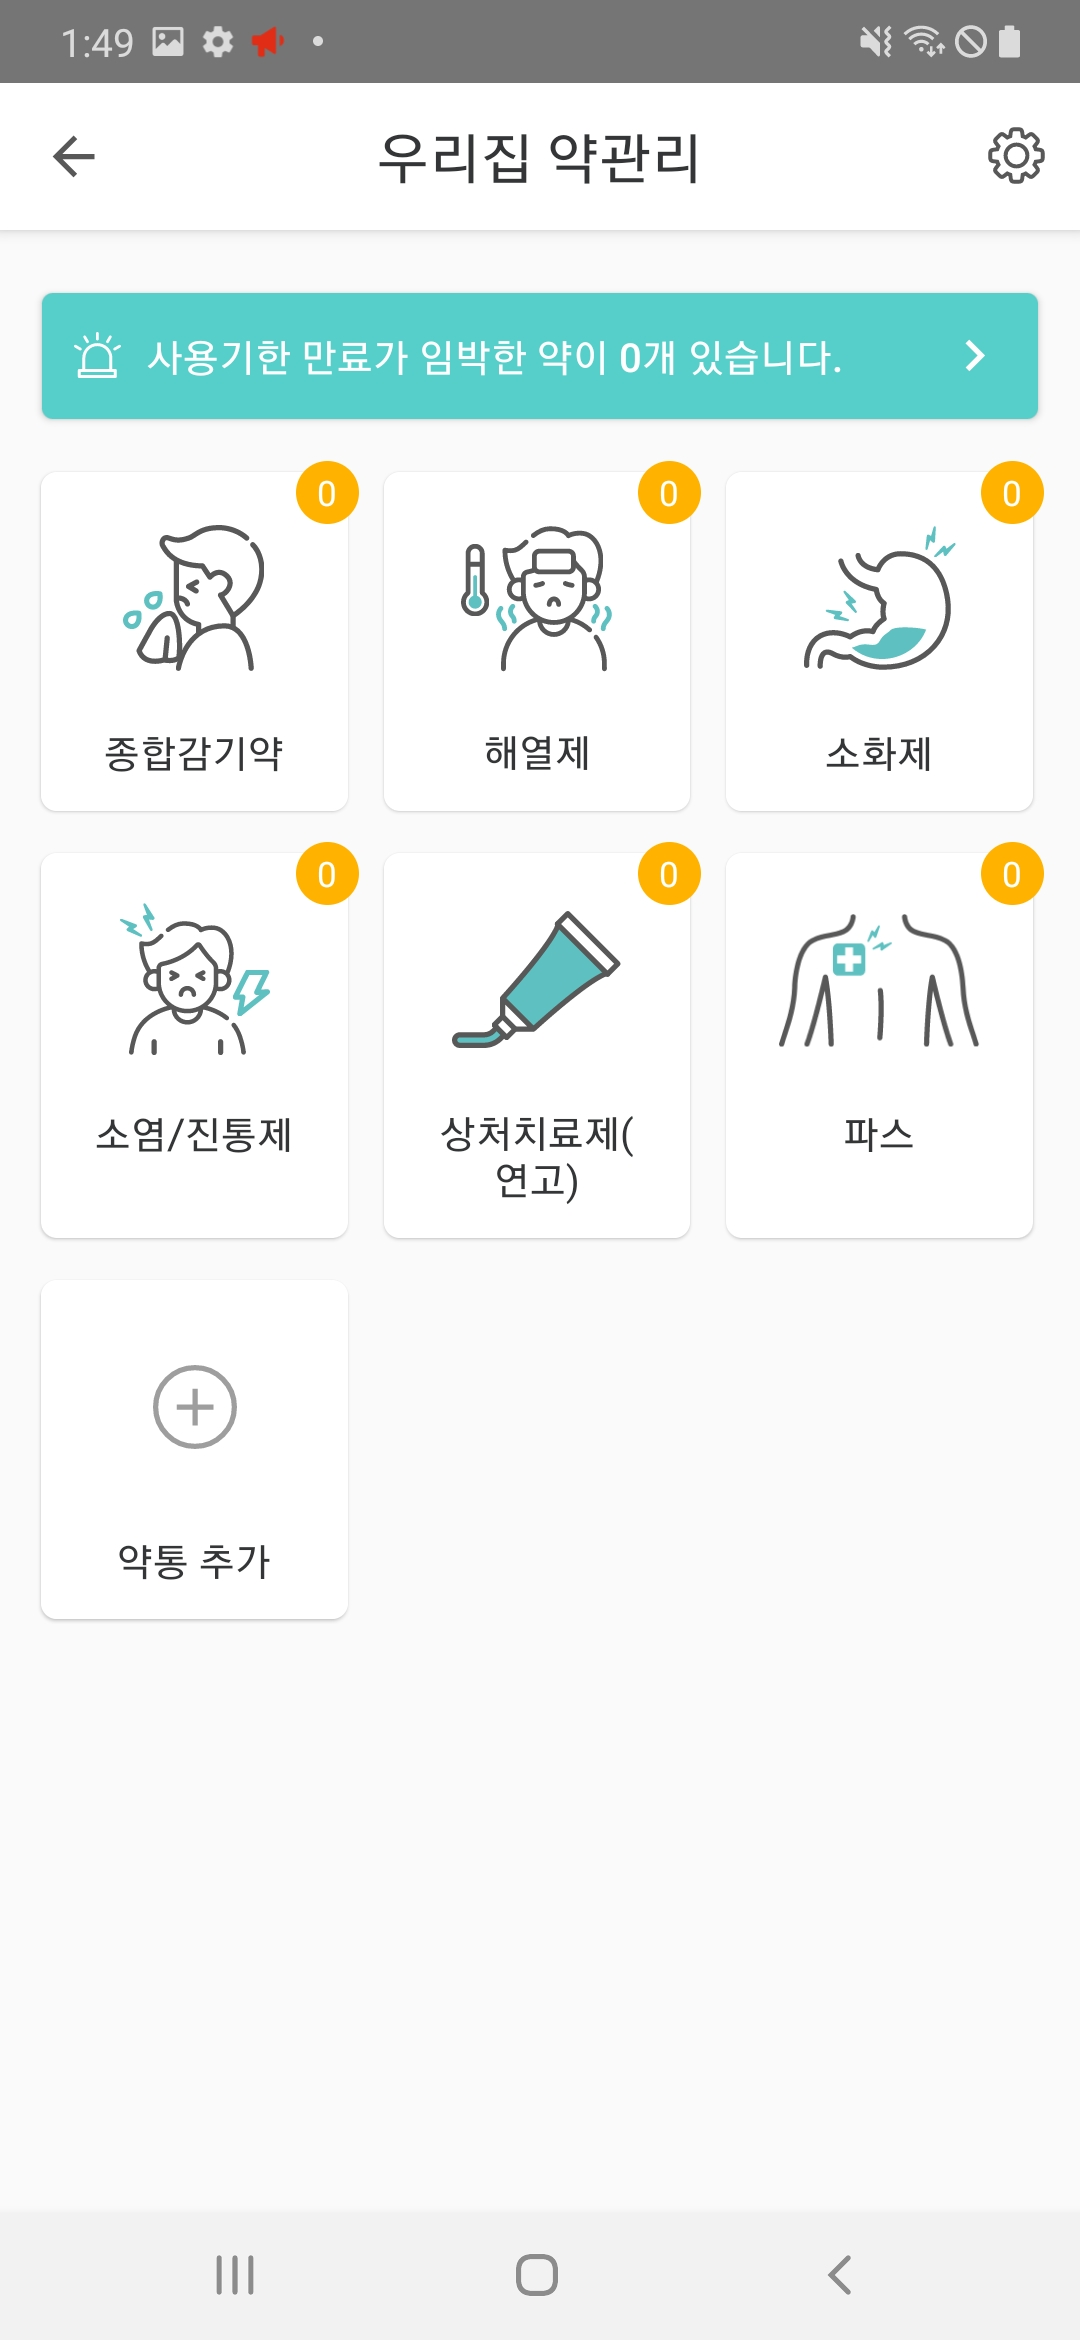 1:49
우리집 약관리
사용기한 만료가 임박한 약이 0개 있습니다.
0
0
0
종합감기약
해열제
소화제
0
0
0
소염/진통제
상처치료제(
연고)
파스
약통 추가